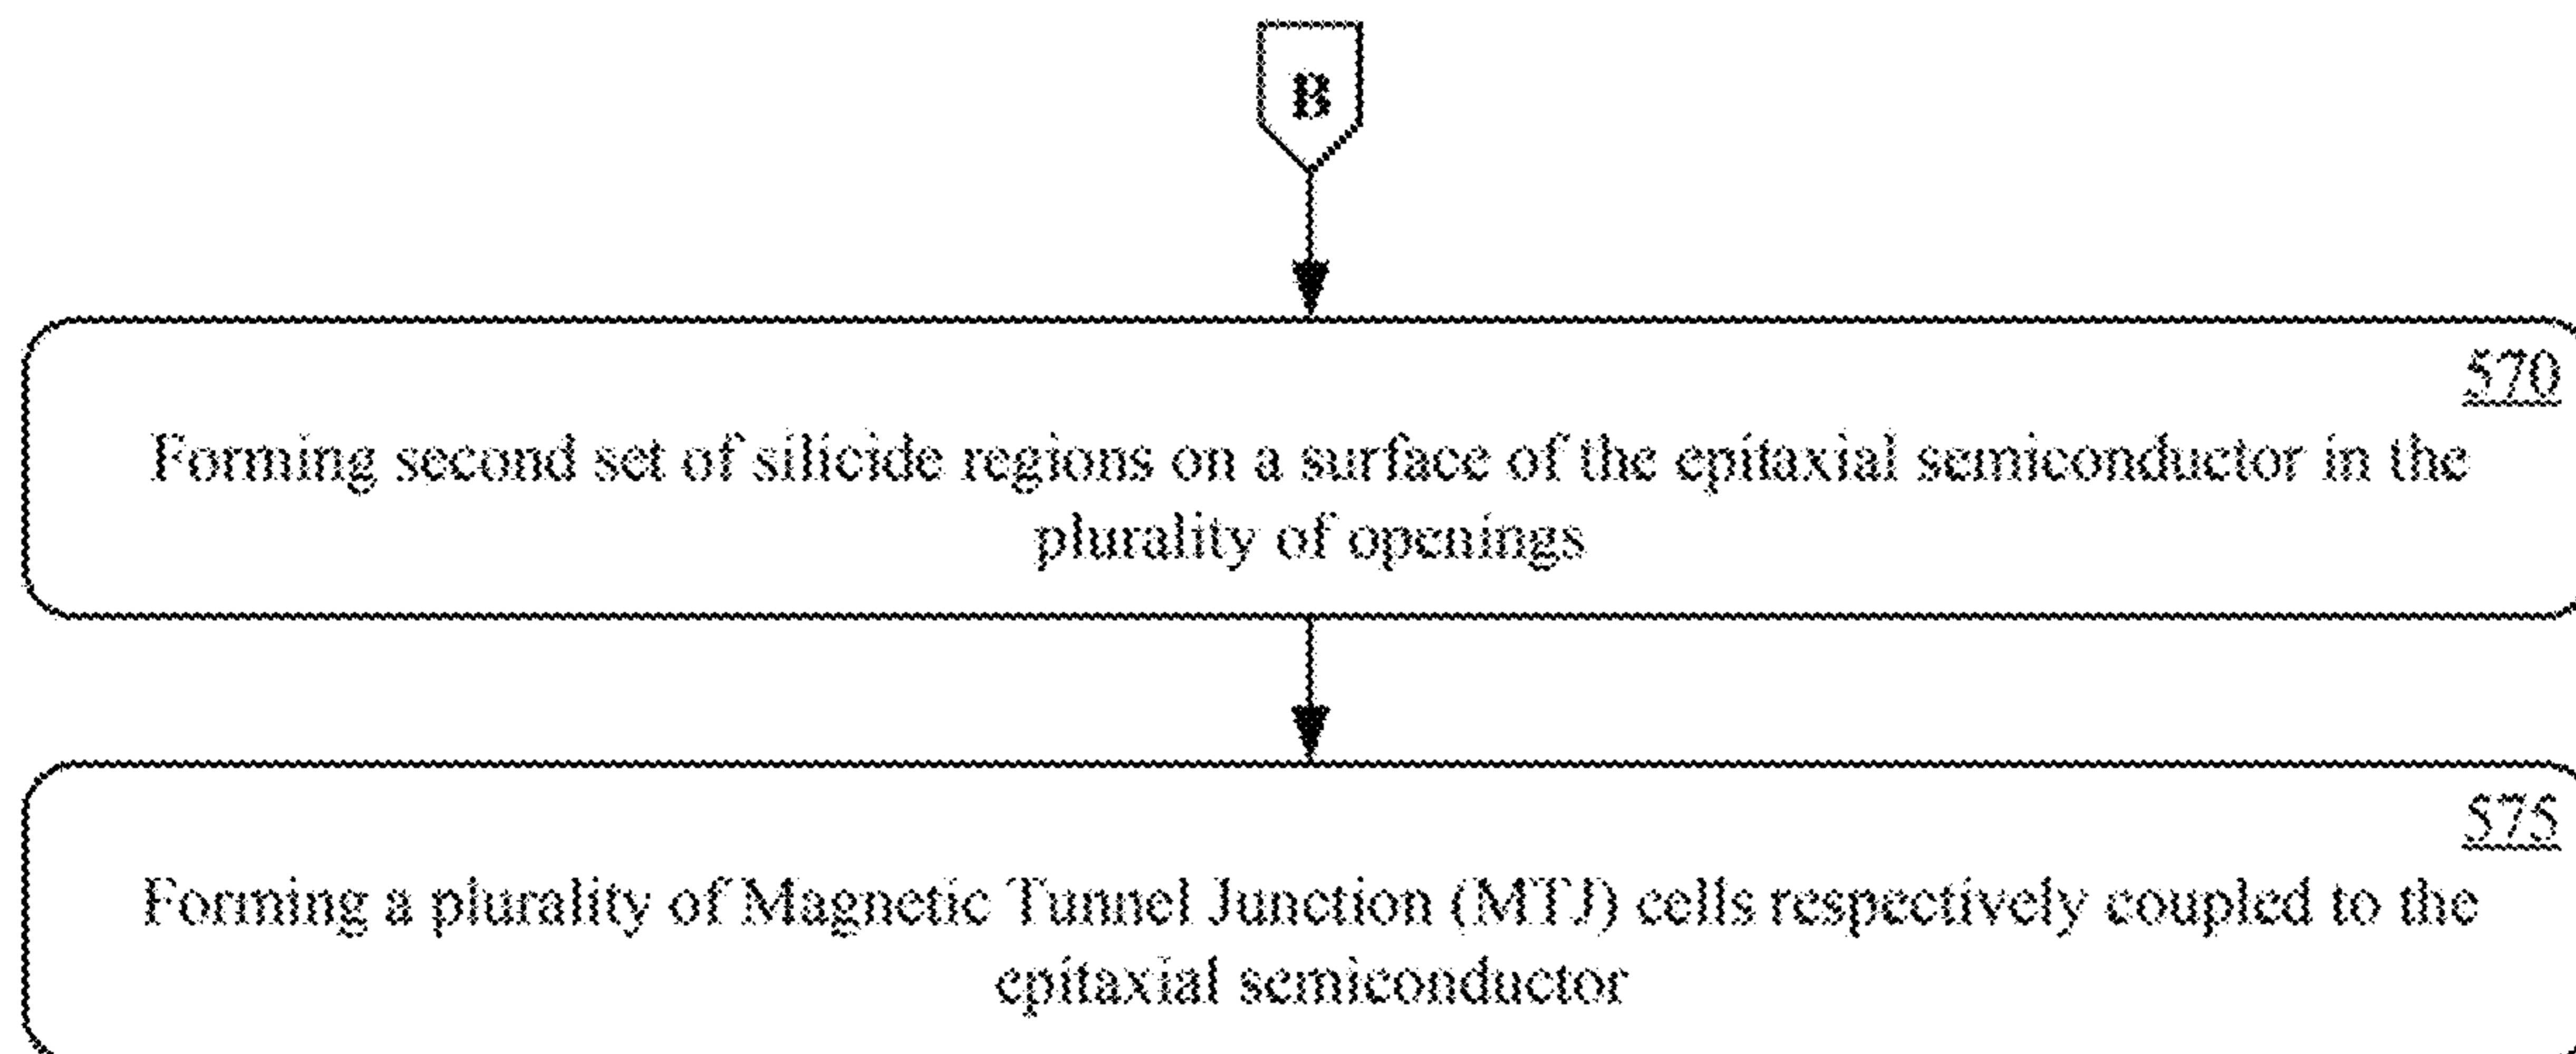 B
570
Forming second set of silicide regions on a surface of the epitaxial semiconductor in the
plurality of openings
575
Forming a plurality of Magnetic Tunnel Junction (MTJ) cells respectively coupled to the
epitaxial semiconductor